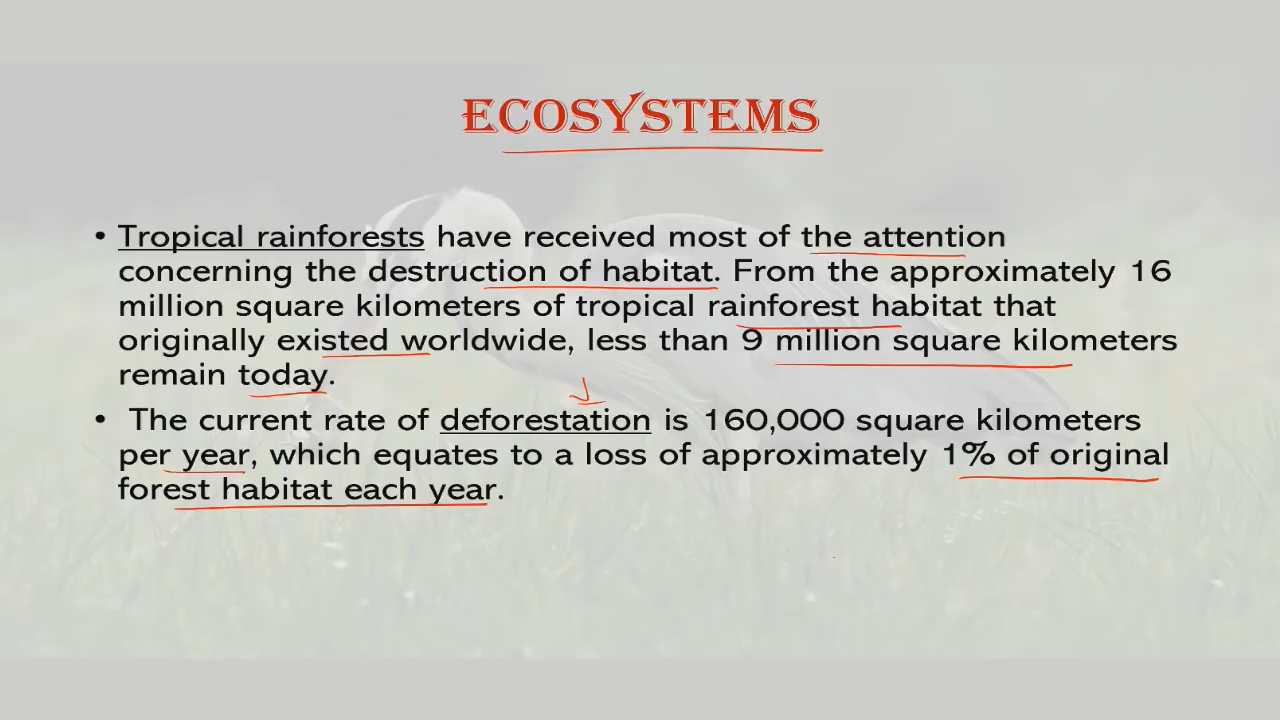 ECOSYSTEMS
• Tropical rainforests have received most of the attention
concerning the destruction of habitat. From the approximately 16
million square kilometers of tropical rainforest habitat that
originally existed worldwide, less than 9 million square kilometers
remain today.
• The current rate of deforestation is 160,000 square kilometers
per year, which equates to a loss of approximately 1% of original
forest habitat each year.